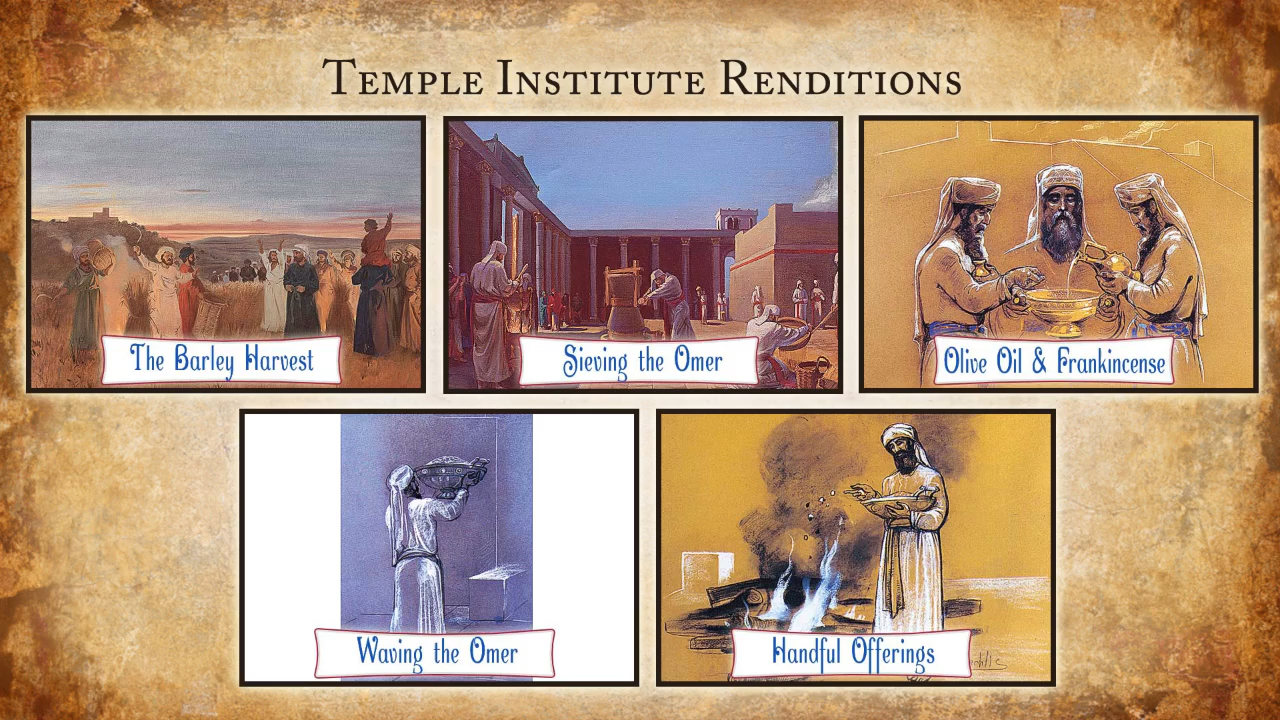 Temple Institute Renditions
The Barley Harvest
Sieving the Omer
Olive Oil & Frankincense
Waving the Omer
Handful Offerings